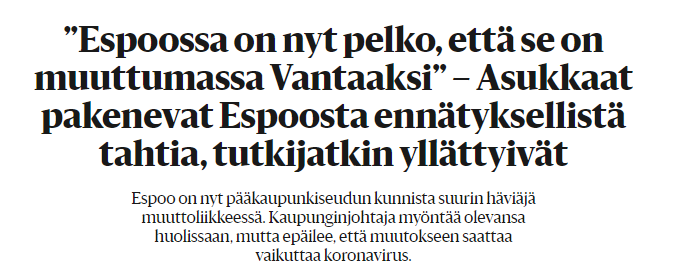 ”Espoossa on nyt pelko, että se on
muuttumassa Vantaaksi” – Asukkaat
pakenevat Espoosta ennätyksellistä
tahtia, tutkijatkin yllättyivät
Espoo on nyt pääkaupunkiseudun kunnista suurin häviäjä
muuttoliikkeessä. Kaupunginjohtaja myöntää olevansa
huolissaan, mutta epäilee, että muutokseen saattaa
vaikuttaa koronavirus.